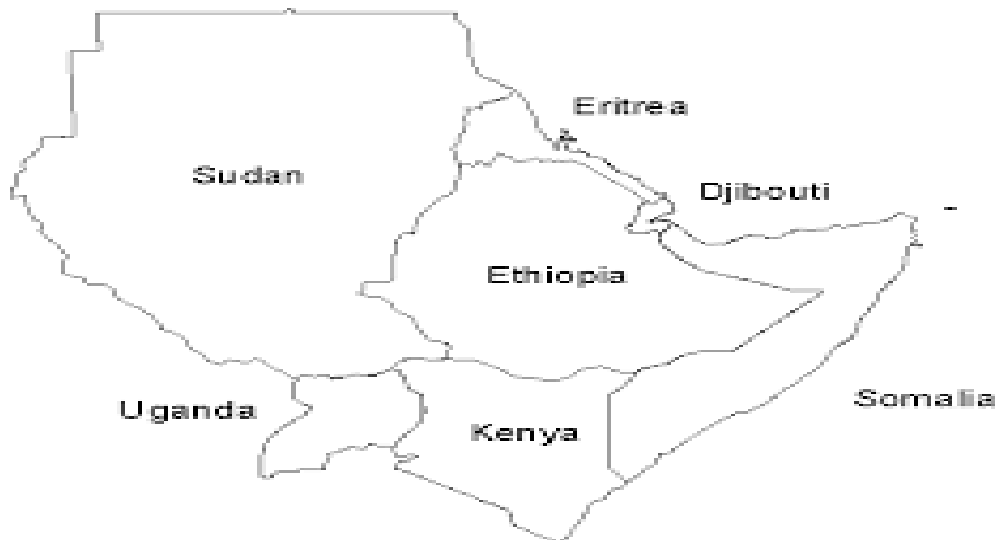 Eritrea
Sudan
Djibouti
Ethiopia
Uganda
Kenya
Somalia